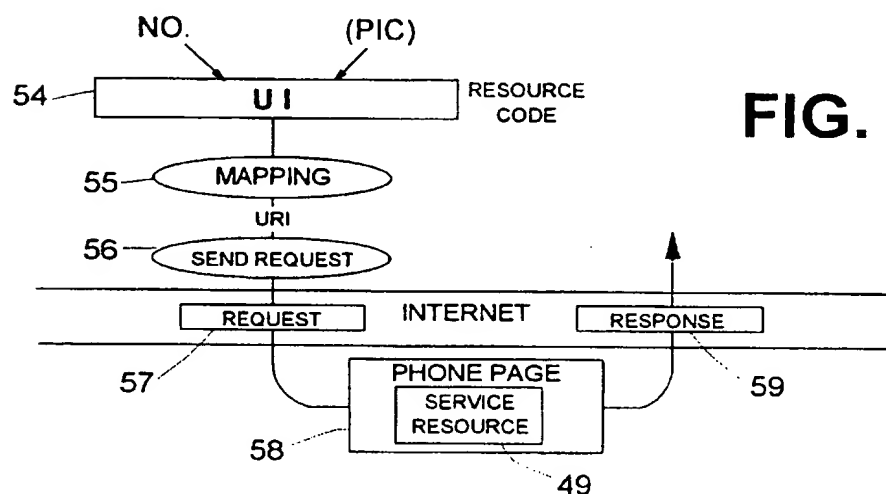 NO. (PIC)
54 U I RESOURCE CODE
FIG.
55 MAPPING
URI
56 SEND REQUEST
REQUEST INTERNET RESPONSE
57 59
PHONE PAGE
SERVICE
RESOURCE
58 49